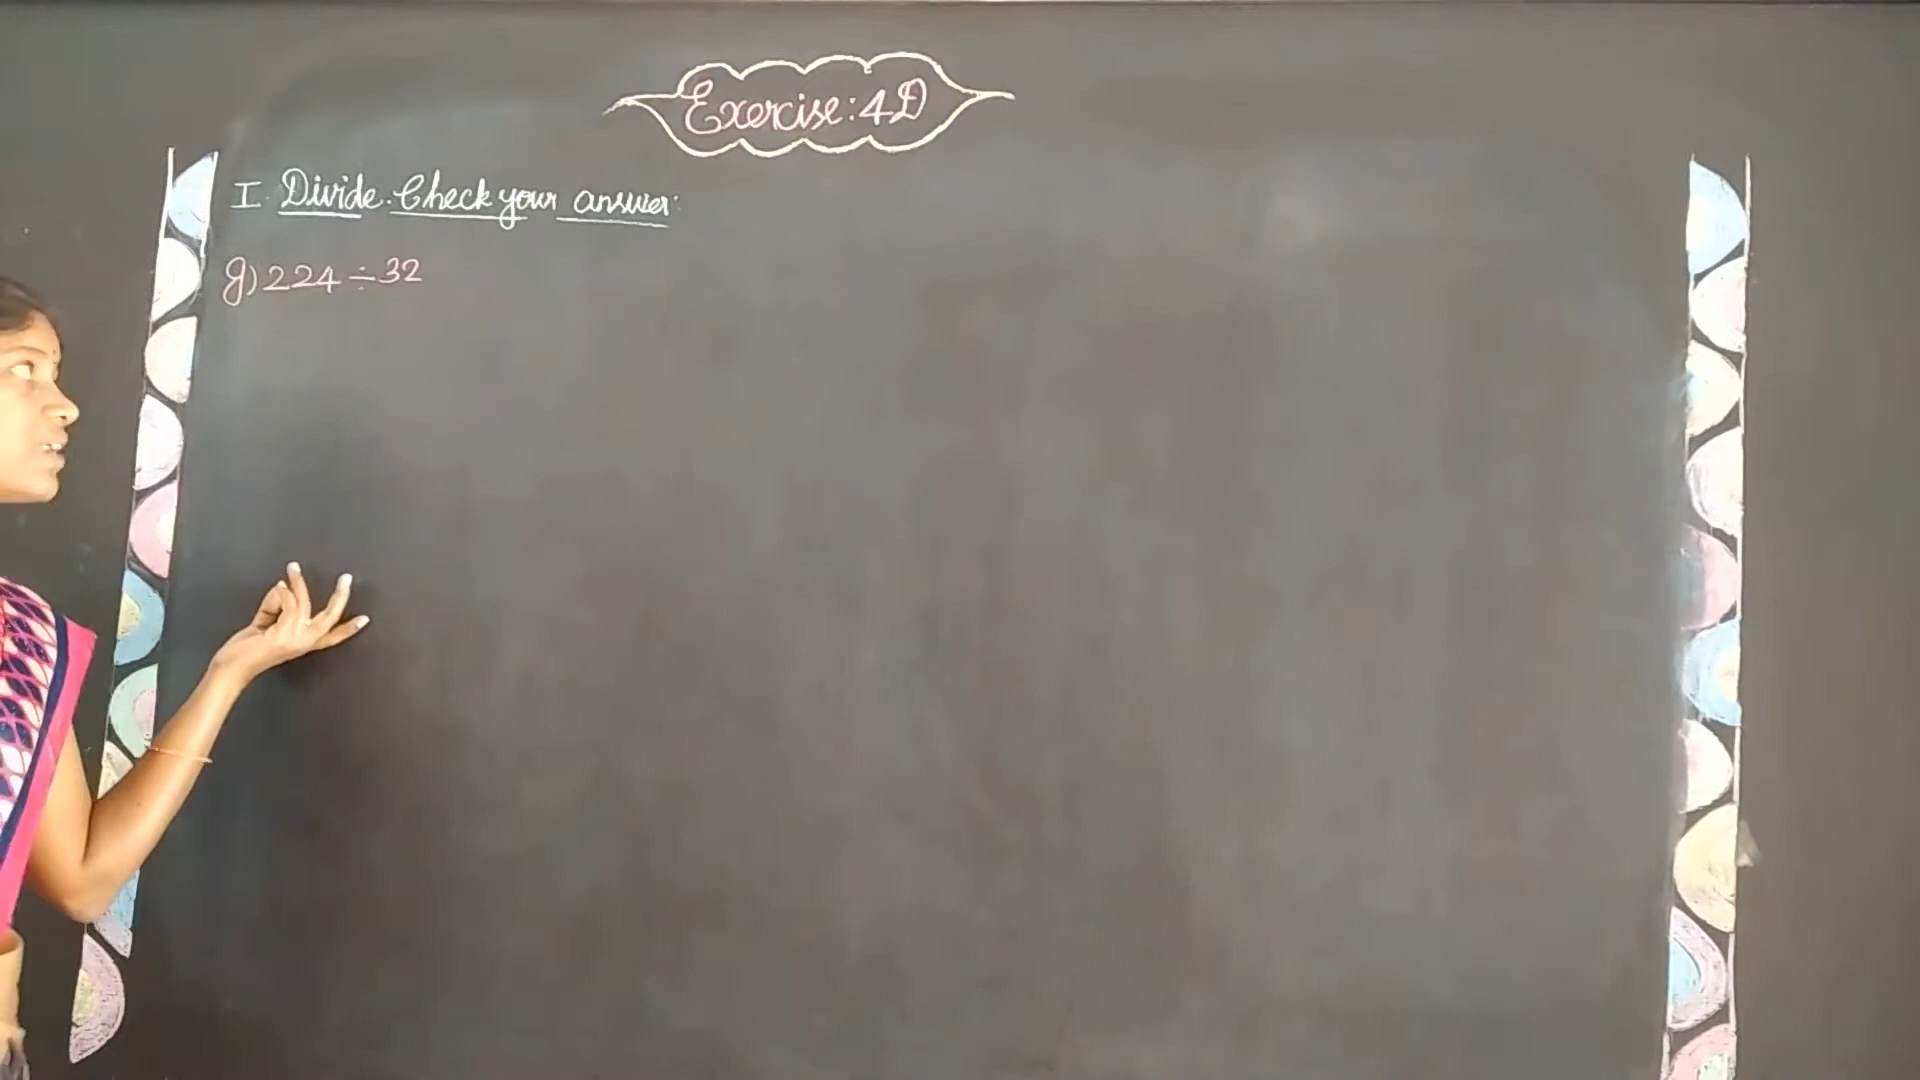 Exercise: 4D
I. Divide. Check your answer:
g) 224 ÷ 32